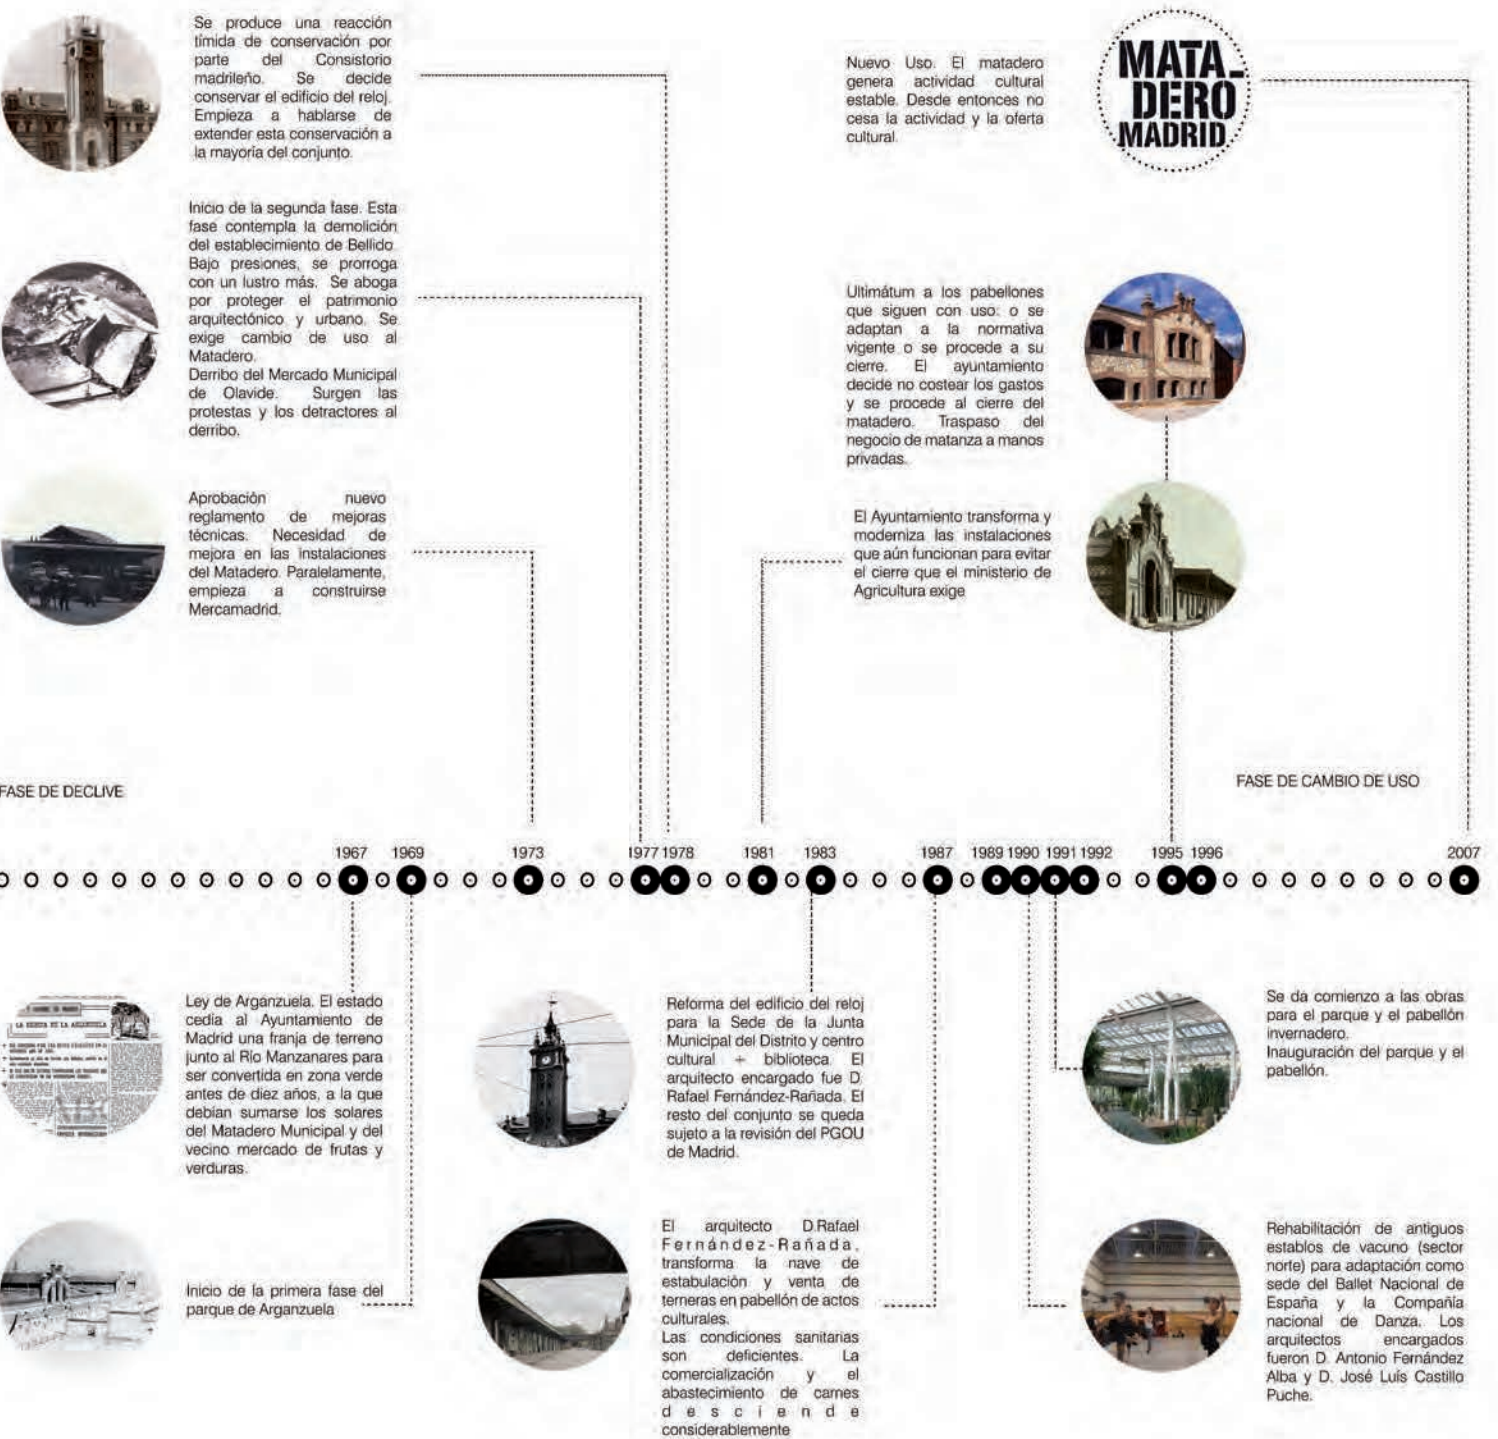 Se produce una reacción
tímida de conservación por
parte del Consistorio
madrileño. Se decide
conservar el edificio del reloj.
Empieza a hablarse de
extender esta conservación a
la mayoría del conjunto.
Inicio de la segunda fase. Esta
fase contempla la demolición
del establecimiento de Bellido.
Bajo presiones, se prorroga
con un lustro más. Se aboga
por proteger el patrimonio
arquitectónico y urbano. Se
exige cambio de uso al
Matadero.
Derribo del Mercado Municipal
de Olavide. Surgen las
protestas y los detractores al
derribo.
Aprobación nuevo
reglamento de mejoras
técnicas. Necesidad de
mejora en las instalaciones
del Matadero. Paralelamente,
empieza a construirse
Mercamadrid.
Nuevo Uso. El matadero
genera actividad cultural
estable. Desde entonces no
cesa la actividad y la oferta
cultural.
MATA_
DERO
MADRID
Ultimátum a los pabellones
que siguen con uso: o se
adaptan a la normativa
vigente o se procede a su
cierre. El ayuntamiento
decide no costear los gastos
y se procede al cierre del
matadero. Traspaso del
negocio de matanza a manos
privadas.
El Ayuntamiento transforma y
moderniza las instalaciones
que aún funcionan para evitar
el cierre que el ministerio de
Agricultura exige
FASE DE DECLIVE
FASE DE CAMBIO DE USO
1967 1969 1973 1977 1978 1981 1983 1987 1989 1990 1991 1992 1995 1996 2007
Ley de Arganzuela. El estado
cedía al Ayuntamiento de
Madrid una franja de terreno
junto al Río Manzanares para
ser convertida en zona verde
antes de diez años, a la que
debían sumarse los solares
del Matadero Municipal y del
vecino mercado de frutas y
verduras.
LA ARGANZUELA
Inicio de la primera fase del
parque de Arganzuela
Reforma del edificio del reloj
para la Sede de la Junta
Municipal del Distrito y centro
cultural + biblioteca. El
arquitecto encargado fue D.
Rafael Fernández-Rañada. El
resto del conjunto se queda
sujeto a la revisión del PGOU
de Madrid.
El arquitecto D.Rafael
Fernández-Rañada,
transforma la nave de
estabulación y venta de
terneras en pabellón de actos
culturales.
Las condiciones sanitarias
son deficientes. La
comercialización y el
abastecimiento de carnes
desciende
considerablemente
Se da comienzo a las obras
para el parque y el pabellón
invernadero.
Inauguración del parque y el
pabellón.
Rehabilitación de antiguos
establos de vacuno (sector
norte) para adaptación como
sede del Ballet Nacional de
España y la Compañía
nacional de Danza. Los
arquitectos encargados
fueron D. Antonio Fernández
Alba y D. José Luís Castillo
Puche.